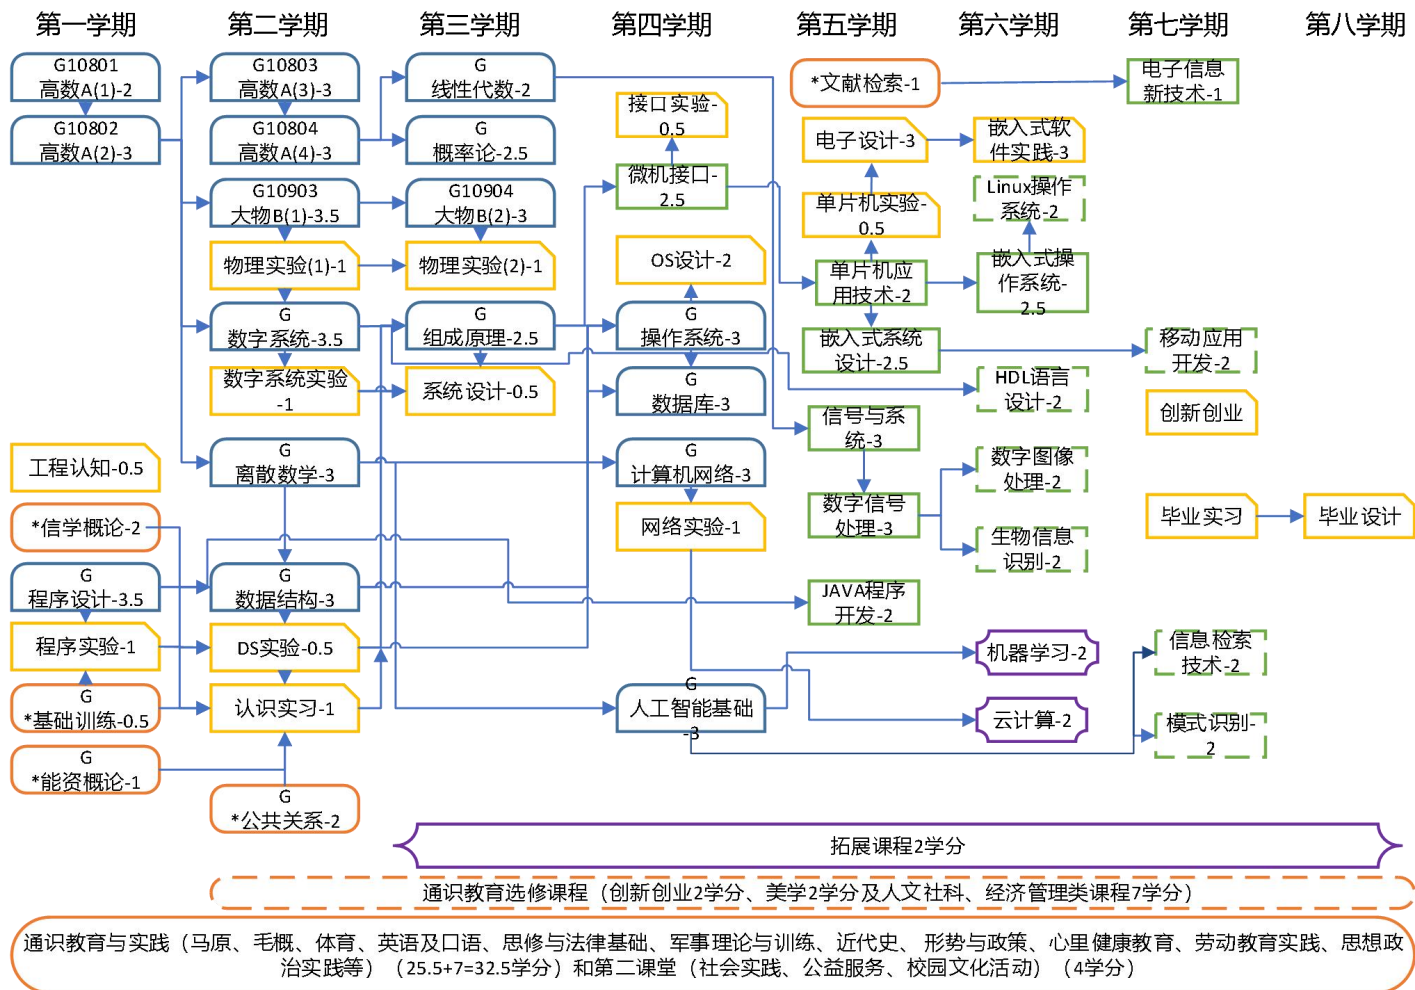 第一学期
第二学期
第三学期
第四学期
第五学期
第六学期
第七学期
第八学期
G10801
高数A(1)-2
G10802
高数A(2)-3
工程认知-0.5
*信学概论-2
G
程序设计-3.5
程序实验-1
G
*基础训练-0.5
G
*能资概论-1
G10803
高数A(3)-3
G10804
高数A(4)-3
G10903
大物B(1)-3.5
物理实验(1)-1
G
数字系统-3.5
数字系统实验
-1
G
离散数学-3
G
数据结构-3
DS实验-0.5
认识实习-1
G
*公共关系-2
G
线性代数-2
G
概率论-2.5
G10904
大物B(2)-3
物理实验(2)-1
G
组成原理-2.5
系统设计-0.5
接口实验-
0.5
微机接口-
2.5
OS设计-2
G
操作系统-3
G
数据库-3
G
计算机网络-3
网络实验-1
G
人工智能基础
-3
*文献检索-1
电子设计-3
单片机实验-
0.5
单片机应
用技术-2
嵌入式系统
设计-2.5
信号与系
统-3
数字信号
处理-3
JAVA程序
开发-2
嵌入式软
件实践-3
Linux操作
系统-2
嵌入式操
作系统-
2.5
HDL语言
设计-2
数字图像
处理-2
生物信息
识别-2
机器学习-2
云计算-2
电子信息
新技术-1
移动应用
开发-2
创新创业
毕业实习
信息检索
技术-2
模式识别-
2
毕业设计
拓展课程2学分
通识教育选修课程（创新创业2学分、美学2学分及人文社科、经济管理类课程7学分）
通识教育与实践（马原、毛概、体育、英语及口语、思修与法律基础、军事理论与训练、近代史、形势与政策、心里健康教育、劳动教育实践、思想政
治实践等）（25.5+7=32.5学分）和第二课堂（社会实践、公益服务、校园文化活动）（4学分）